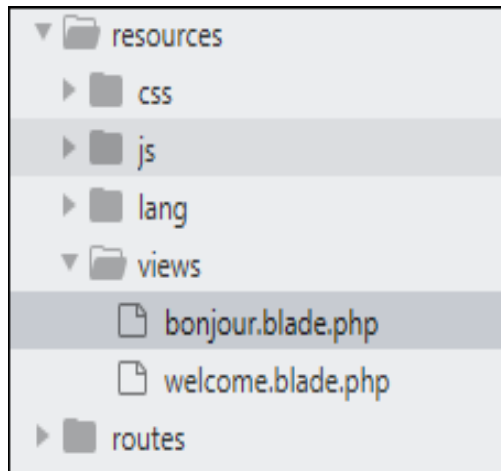 resources
css
js
lang
views
bonjour.blade.php
welcome.blade.php
routes